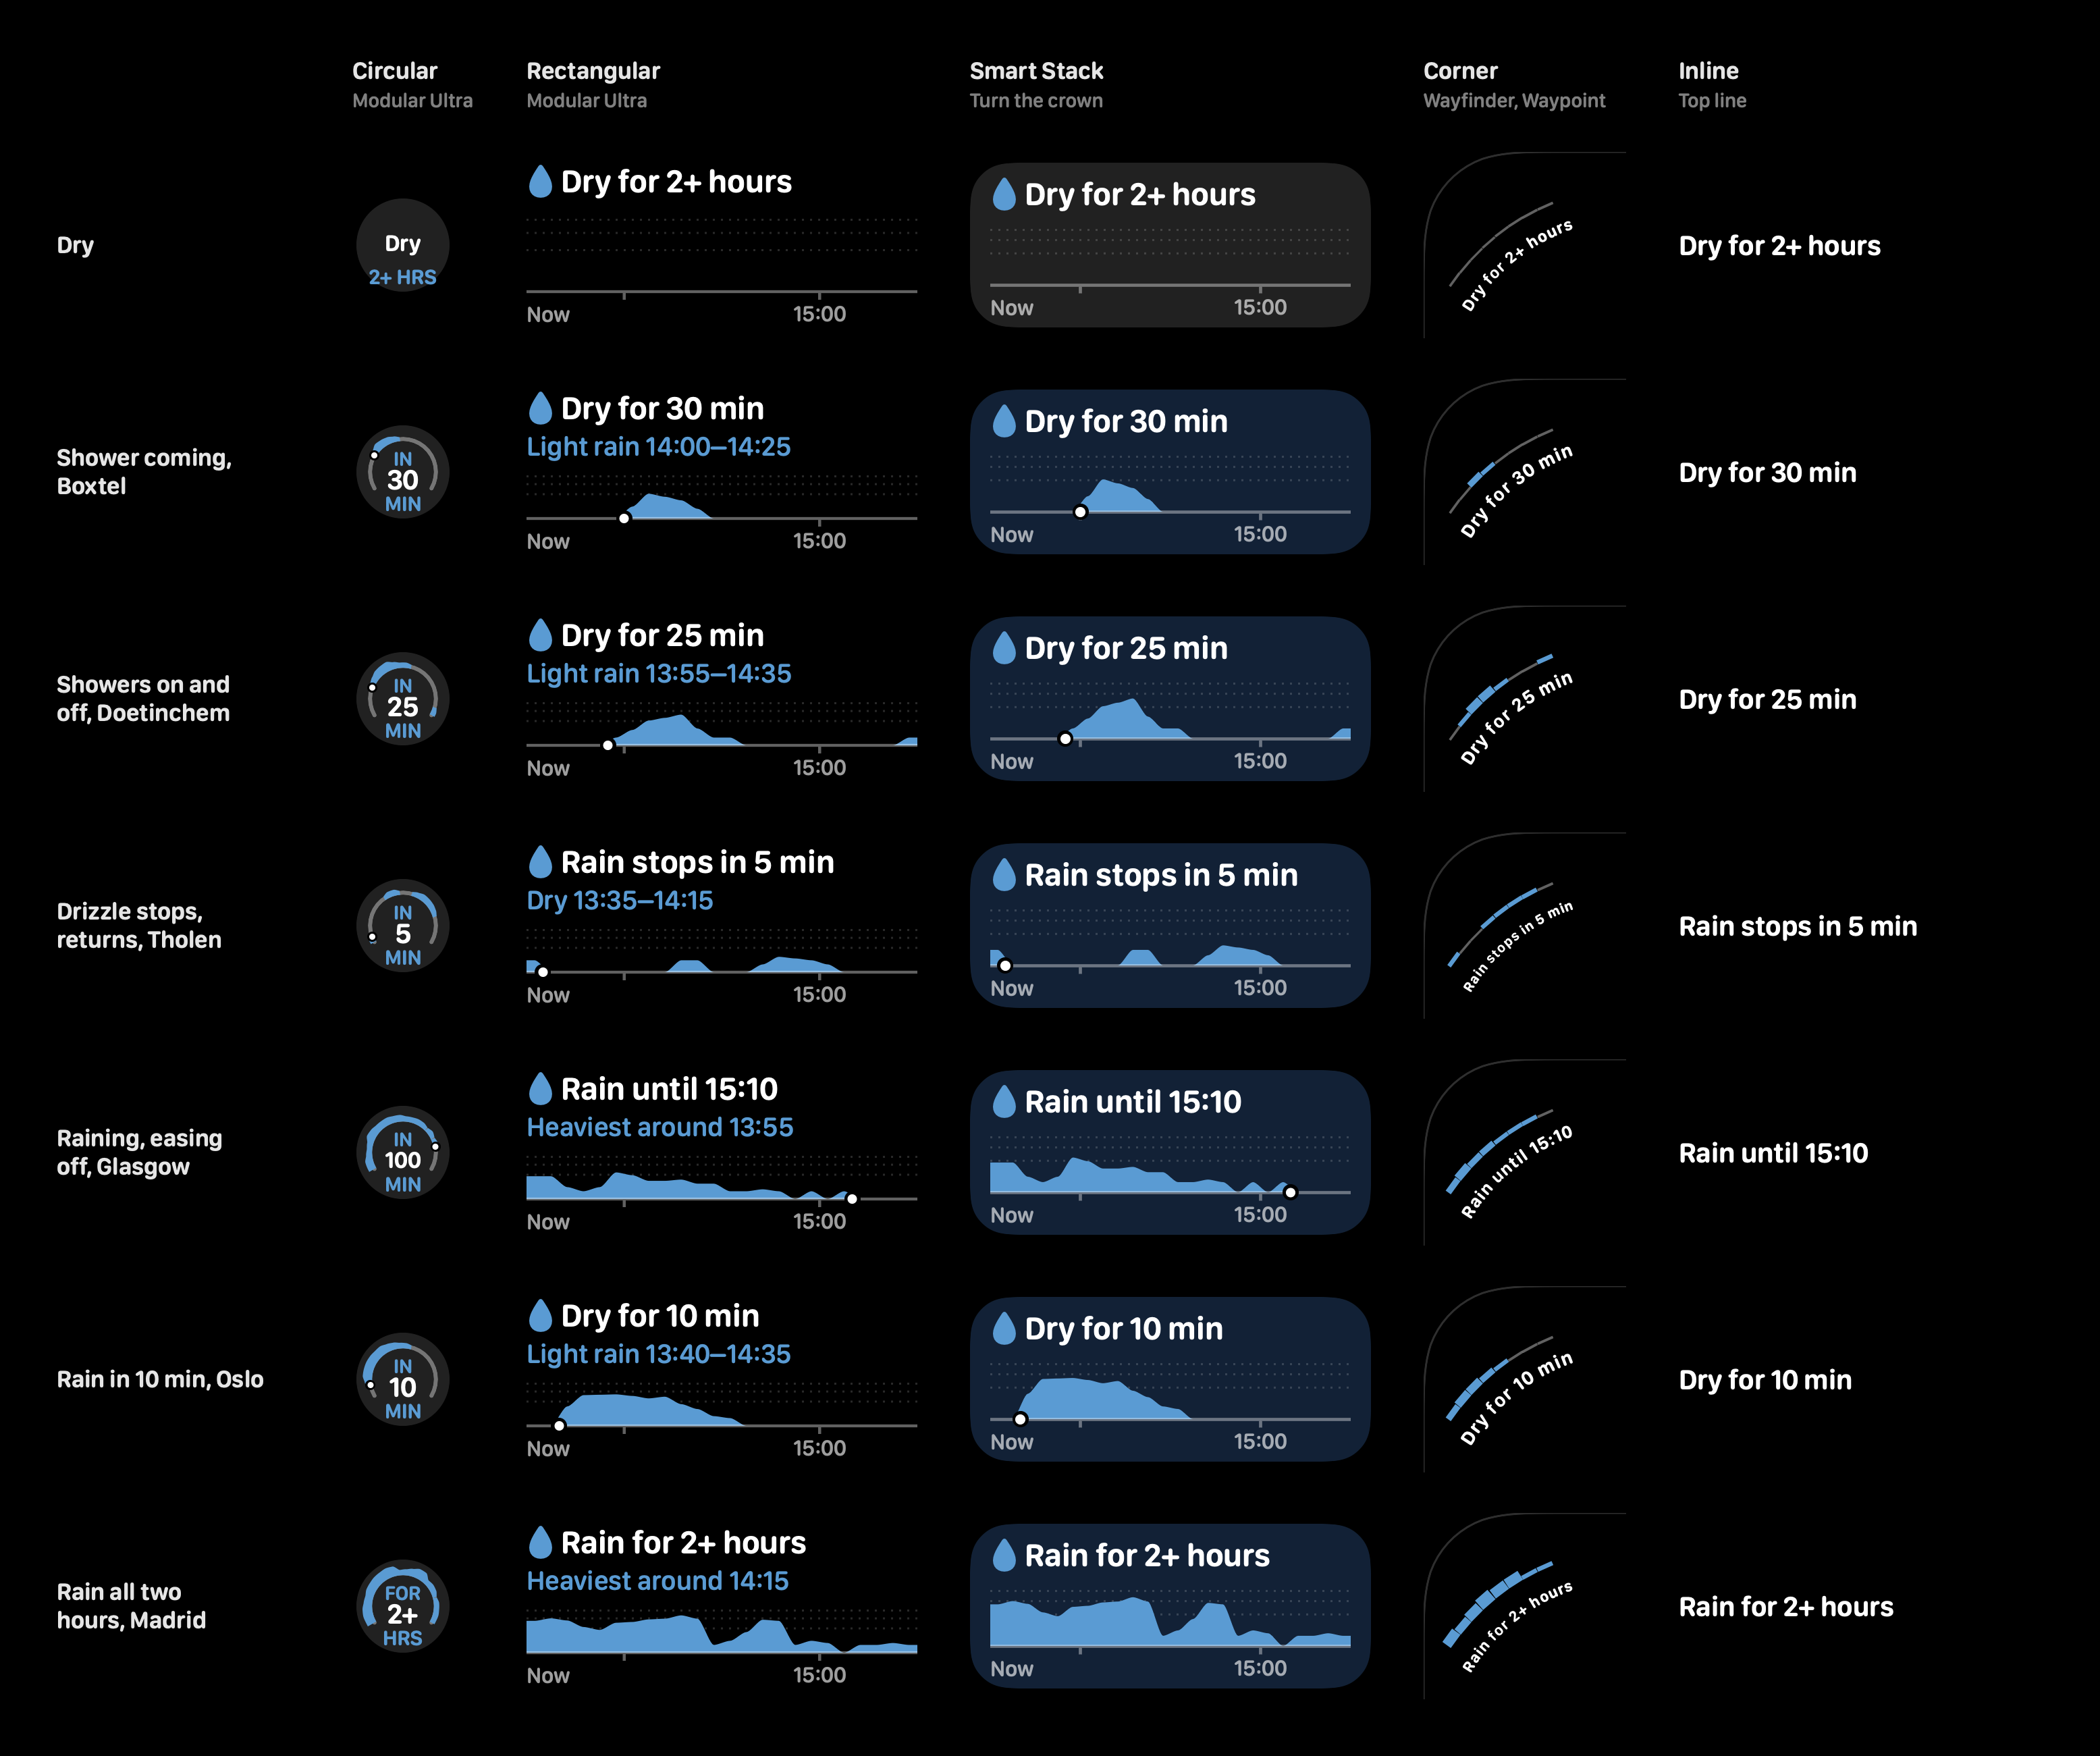 Circular
Modular Ultra
Rectangular
Modular Ultra
Smart Stack
Turn the crown
Corner
Wayfinder, Waypoint
Inline
Top line
Dry
Dry
2+ HRS
Dry for 2+ hours
Now
15:00
Dry for 2+ hours
Now
15:00
Dry for 2+ hours
Dry for 2+ hours
Shower coming,
Boxtel
IN
30
MIN
Dry for 30 min
Light rain 14:00–14:25
Now
15:00
Dry for 30 min
Now
15:00
Dry for 30 min
Dry for 30 min
Showers on and
off, Doetinchem
IN
25
MIN
Dry for 25 min
Light rain 13:55–14:35
Now
15:00
Dry for 25 min
Now
15:00
Dry for 25 min
Dry for 25 min
Drizzle stops,
returns, Tholen
IN
5
MIN
Rain stops in 5 min
Dry 13:35–14:15
Now
15:00
Rain stops in 5 min
Now
15:00
Rain stops in 5 min
Rain stops in 5 min
Raining, easing
off, Glasgow
IN
100
MIN
Rain until 15:10
Heaviest around 13:55
Now
15:00
Rain until 15:10
Now
15:00
Rain until 15:10
Rain until 15:10
Rain in 10 min, Oslo
IN
10
MIN
Dry for 10 min
Light rain 13:40–14:35
Now
15:00
Dry for 10 min
Now
15:00
Dry for 10 min
Dry for 10 min
Rain all two
hours, Madrid
FOR
2+
HRS
Rain for 2+ hours
Heaviest around 14:15
Now
15:00
Rain for 2+ hours
Now
15:00
Rain for 2+ hours
Rain for 2+ hours